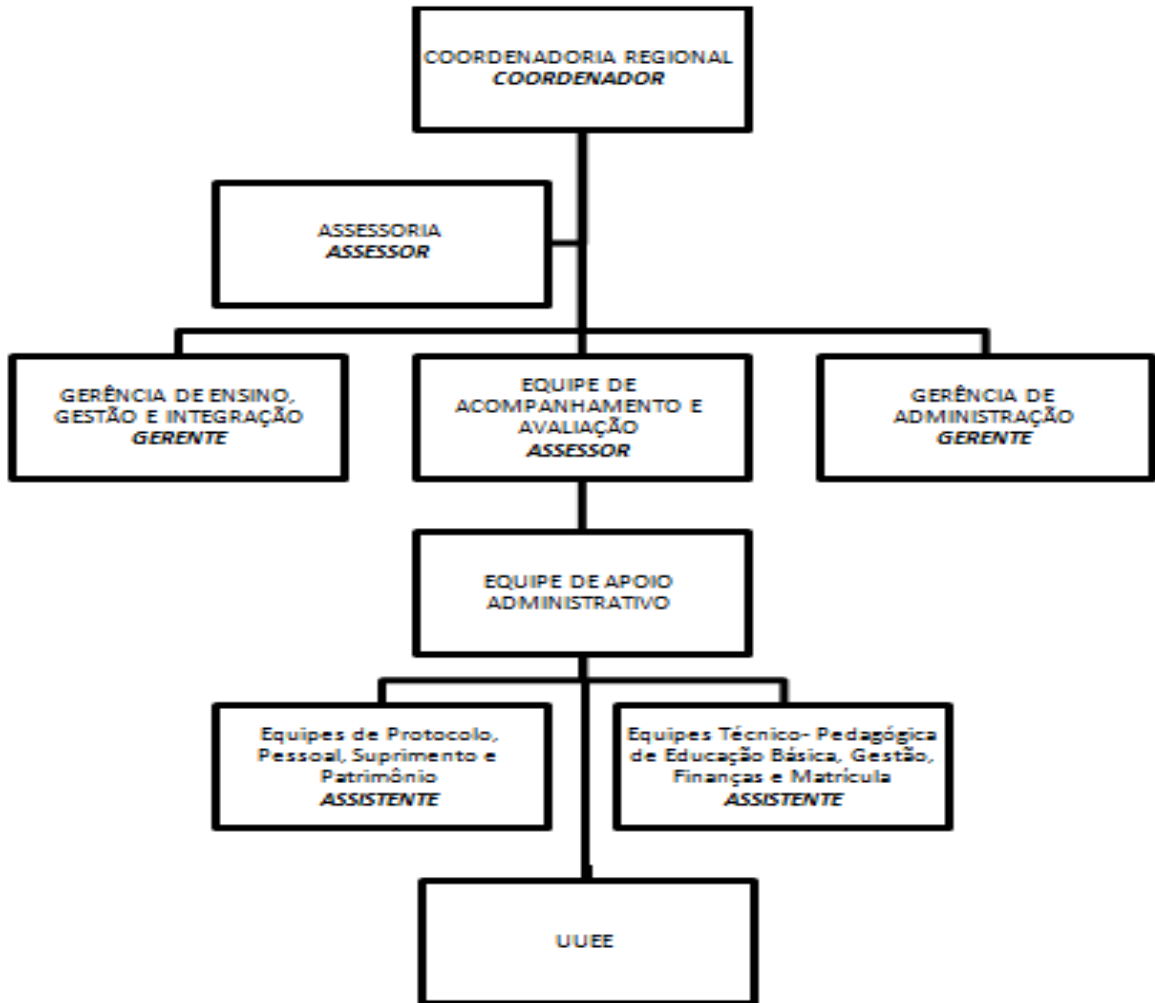 COORDENADORIA REGIONAL
COORDENADOR
ASSESSORIA
ASSESSOR
GERÊNCIA DE ENSINO,
GESTÃO E INTEGRAÇÃO
GERENTE
EQUIPE DE
ACOMPANHAMENTO E
AVALIAÇÃO
ASSESSOR
GERÊNCIA DE
ADMINISTRAÇÃO
GERENTE
EQUIPE DE APOIO
ADMINISTRATIVO
Equipes de Protocolo,
Pessoal, Suprimento e
Patrimônio
ASSISTENTE
Equipes Técnico- Pedagógica
de Educação Básica, Gestão,
Finanças e Matrícula
ASSISTENTE
UUEE